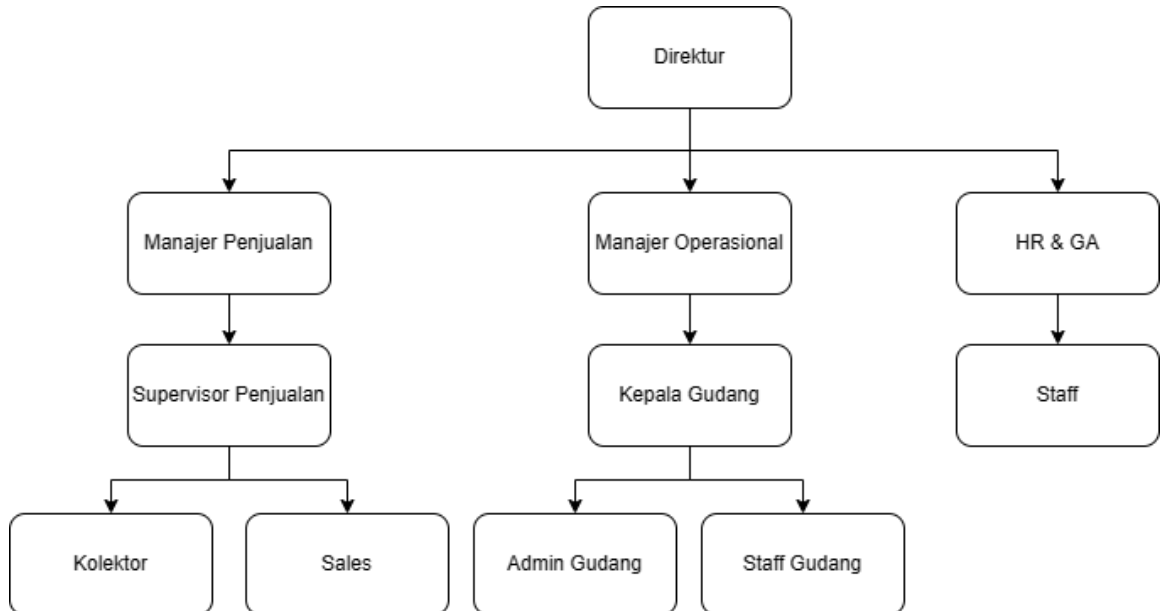 Direktur
Manajer Penjualan
Manajer Operasional
HR & GA
Supervisor Penjualan
Kepala Gudang
Staff
Kolektor
Sales
Admin Gudang
Staff Gudang